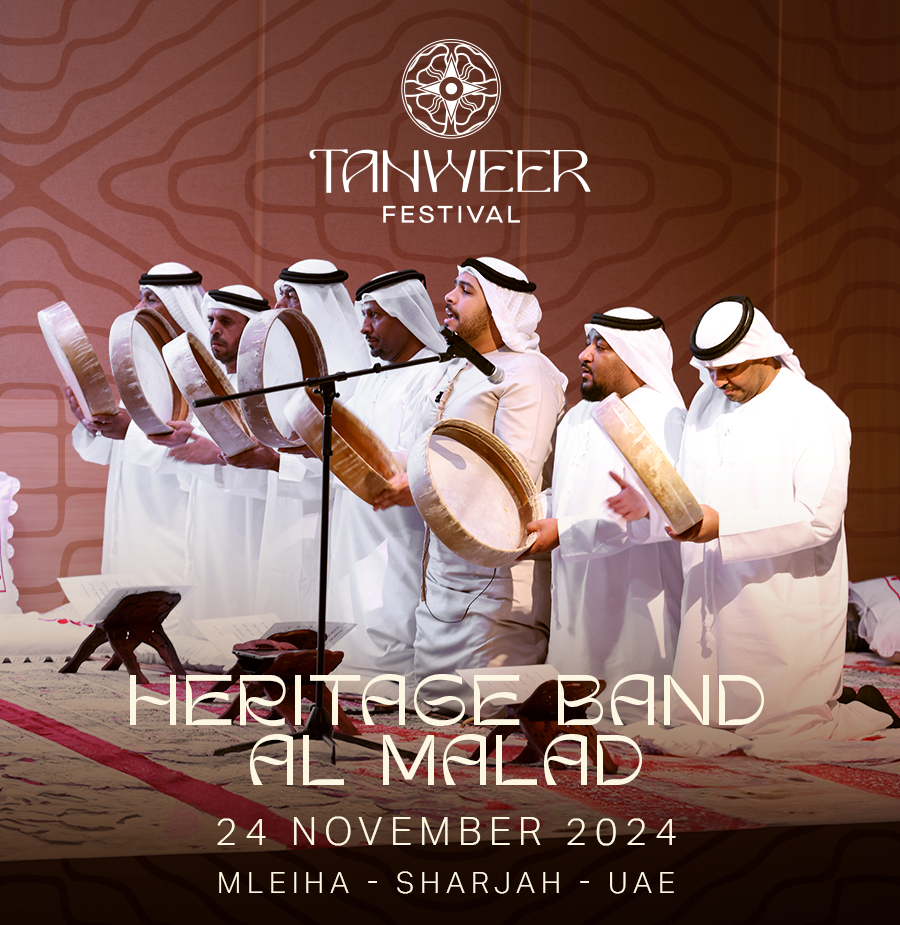 TANWEER
FESTIVAL
HERITAGE BAND
AL MALAD
24 NOVEMBER 2024
MLEIHA - SHARJAH - UAE